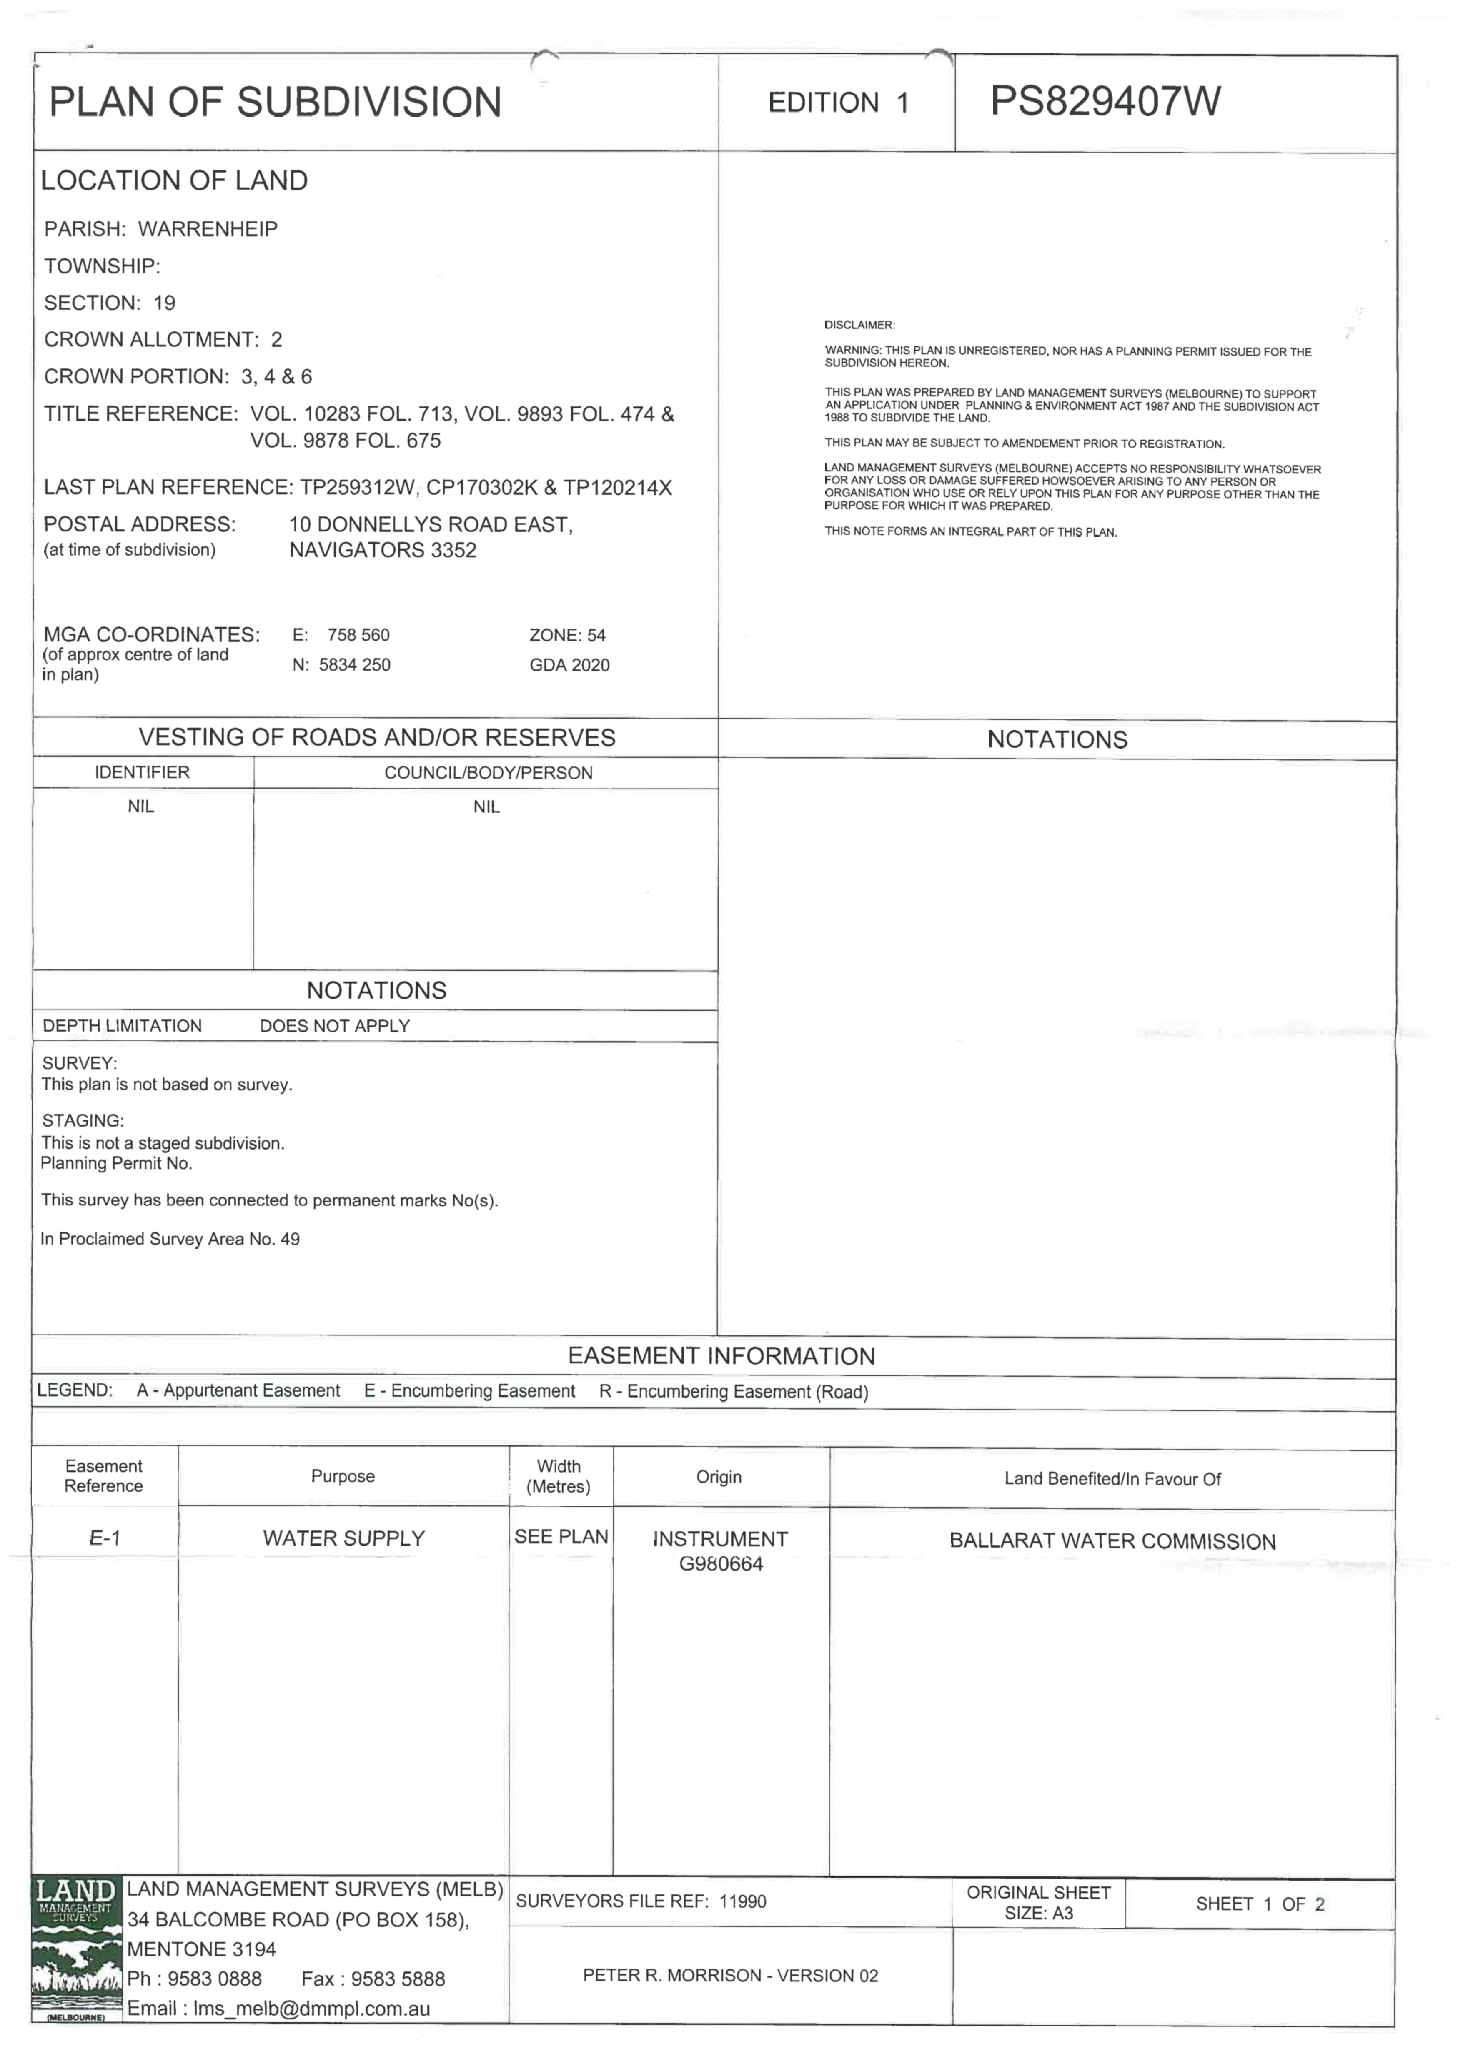 PLAN OF SUBDIVISION
EDITION 1
PS829407W
LOCATION OF LAND
PARISH: WARRENHEIP
TOWNSHIP:
SECTION: 19
CROWN ALLOTMENT: 2
CROWN PORTION: 3, 4 & 6
TITLE REFERENCE: VOL. 10283 FOL. 713, VOL. 9893 FOL. 474 &
VOL. 9878 FOL. 675
LAST PLAN REFERENCE: TP259312W, CP170302K & TP120214X
POSTAL ADDRESS: 10 DONNELLYS ROAD EAST,
(at time of subdivision) NAVIGATORS 3352
MGA CO-ORDINATES: E: 758 560 ZONE: 54
(of approx centre of land
in plan)
N: 5834 250 GDA 2020
DISCLAIMER:
WARNING: THIS PLAN IS UNREGISTERED, NOR HAS A PLANNING PERMIT ISSUED FOR THE
SUBDIVISION HEREON.
THIS PLAN WAS PREPARED BY LAND MANAGEMENT SURVEYS (MELBOURNE) TO SUPPORT
AN APPLICATION UNDER PLANNING & ENVIRONMENT ACT 1987 AND THE SUBDIVISION ACT
1988 TO SUBDIVIDE THE LAND.
THIS PLAN MAY BE SUBJECT TO AMENDEMENT PRIOR TO REGISTRATION.
LAND MANAGEMENT SURVEYS (MELBOURNE) ACCEPTS NO RESPONSIBILITY WHATSOEVER
FOR ANY LOSS OR DAMAGE SUFFERED HOWSOEVER ARISING TO ANY PERSON OR
ORGANISATION WHO USE OR RELY UPON THIS PLAN FOR ANY PURPOSE OTHER THAN THE
PURPOSE FOR WHICH IT WAS PREPARED.
THIS NOTE FORMS AN INTEGRAL PART OF THIS PLAN.
VESTING OF ROADS AND/OR RESERVES
IDENTIFIER COUNCIL/BODY/PERSON
NIL NIL
NOTATIONS
NOTATIONS
DEPTH LIMITATION DOES NOT APPLY
SURVEY:
This plan is not based on survey.
STAGING:
This is not a staged subdivision.
Planning Permit No.
This survey has been connected to permanent marks No(s).
In Proclaimed Survey Area No. 49
EASEMENT INFORMATION
LEGEND: A - Appurtenant Easement E - Encumbering Easement R - Encumbering Easement (Road)
Easement
Reference
Purpose
Width
(Metres)
Origin
Land Benefited/In Favour Of
E-1
WATER SUPPLY
SEE PLAN
INSTRUMENT
G980664
BALLARAT WATER COMMISSION
LAND
MANAGEMENT
SURVEYS
(MELBOURNE)
LAND MANAGEMENT SURVEYS (MELB)
34 BALCOMBE ROAD (PO BOX 158),
MENTONE 3194
Ph : 9583 0888 Fax : 9583 5888
Email : lms_melb@dmmpl.com.au
SURVEYORS FILE REF: 11990
PETER R. MORRISON - VERSION 02
ORIGINAL SHEET
SIZE: A3
SHEET 1 OF 2